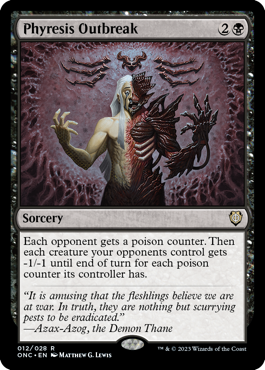 Phyresis Outbreak 2
Sorcery
Each opponent gets a poison counter. Then
each creature your opponents control gets
-1/-1 until end of turn for each poison
counter its controller has.
“It is amusing that the fleshlings believe we are
at war. In truth, they are nothing but scurrying
pests to be eradicated.”
—Azax-Azog, the Demon Thane
012/028 R
ONC • EN MATTHEW G. LEWIS ™ & © 2023 Wizards of the Coast